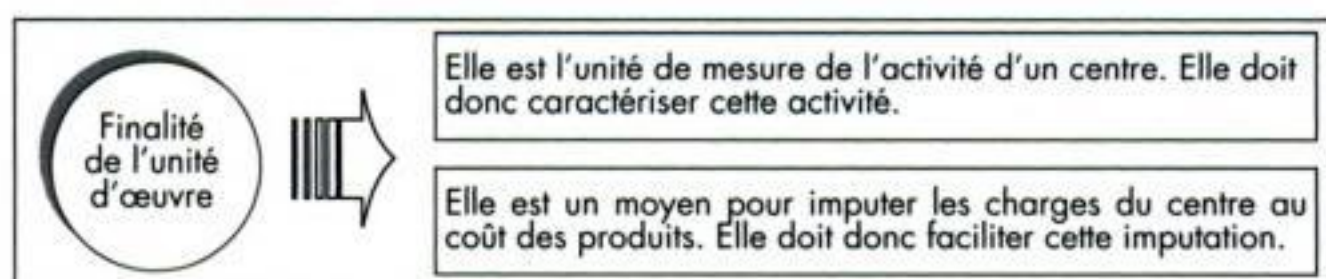 Finalité
de l'unité
d'œuvre
Elle est l'unité de mesure de l'activité d'un centre. Elle doit
donc caractériser cette activité.
Elle est un moyen pour imputer les charges du centre au
coût des produits. Elle doit donc faciliter cette imputation.